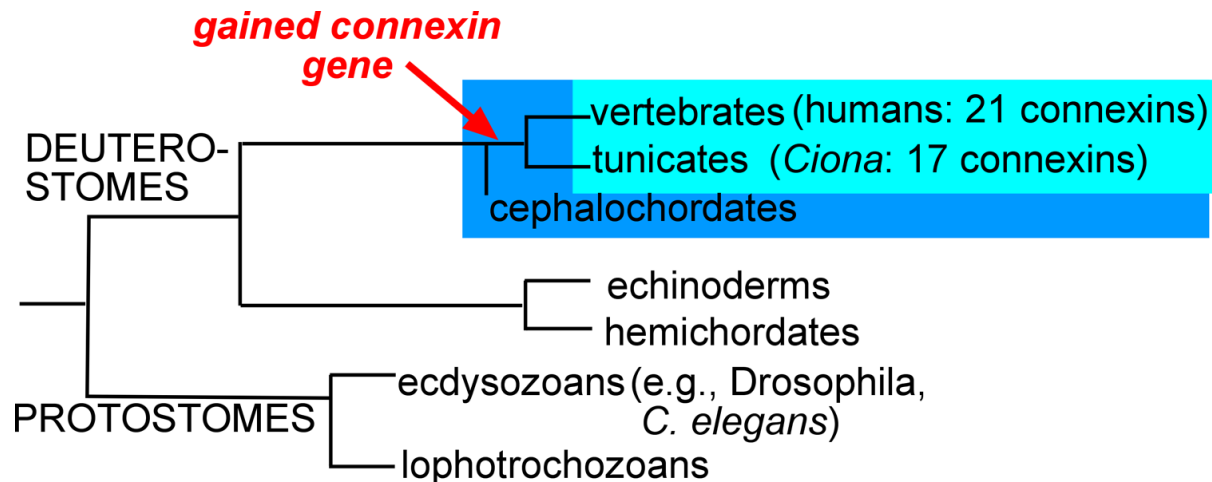 gained connexin
gene
vertebrates (humans: 21 connexins)
DEUTERO-
STOMES
tunicates (Ciona: 17 connexins)
cephalochordates
echinoderms
hemichordates
ecdysozoans (e.g., Drosophila,
C. elegans)
PROTOSTOMES
lophotrochozoans